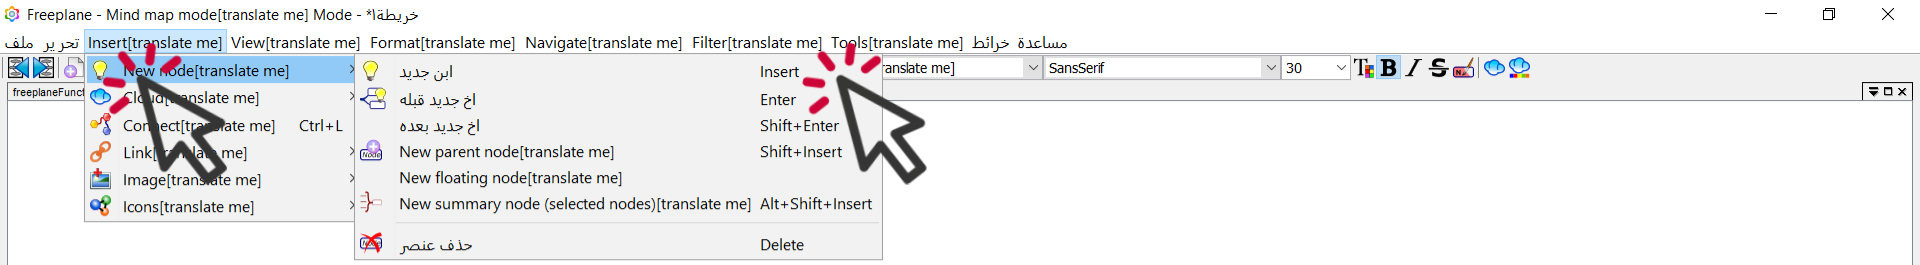 Freeplane - Mind map mode[translate me] Mode - *خريطة١
ملف تحرير Insert[translate me] View[translate me] Format[translate me] Navigate[translate me] Filter[translate me] Tools[translate me] خرائط مساعدة
anslate me] SansSerif 30
freeplaneFunct
New node[translate me]
Cloud[translate me]
Connect[translate me] Ctrl+L
Link[translate me]
Image[translate me]
Icons[translate me]
ابن جديد Insert
اخ جديد قبله Enter
اخ جديد بعده Shift+Enter
New parent node[translate me] Shift+Insert
New floating node[translate me]
New summary node (selected nodes)[translate me] Alt+Shift+Insert
حذف عنصر Delete